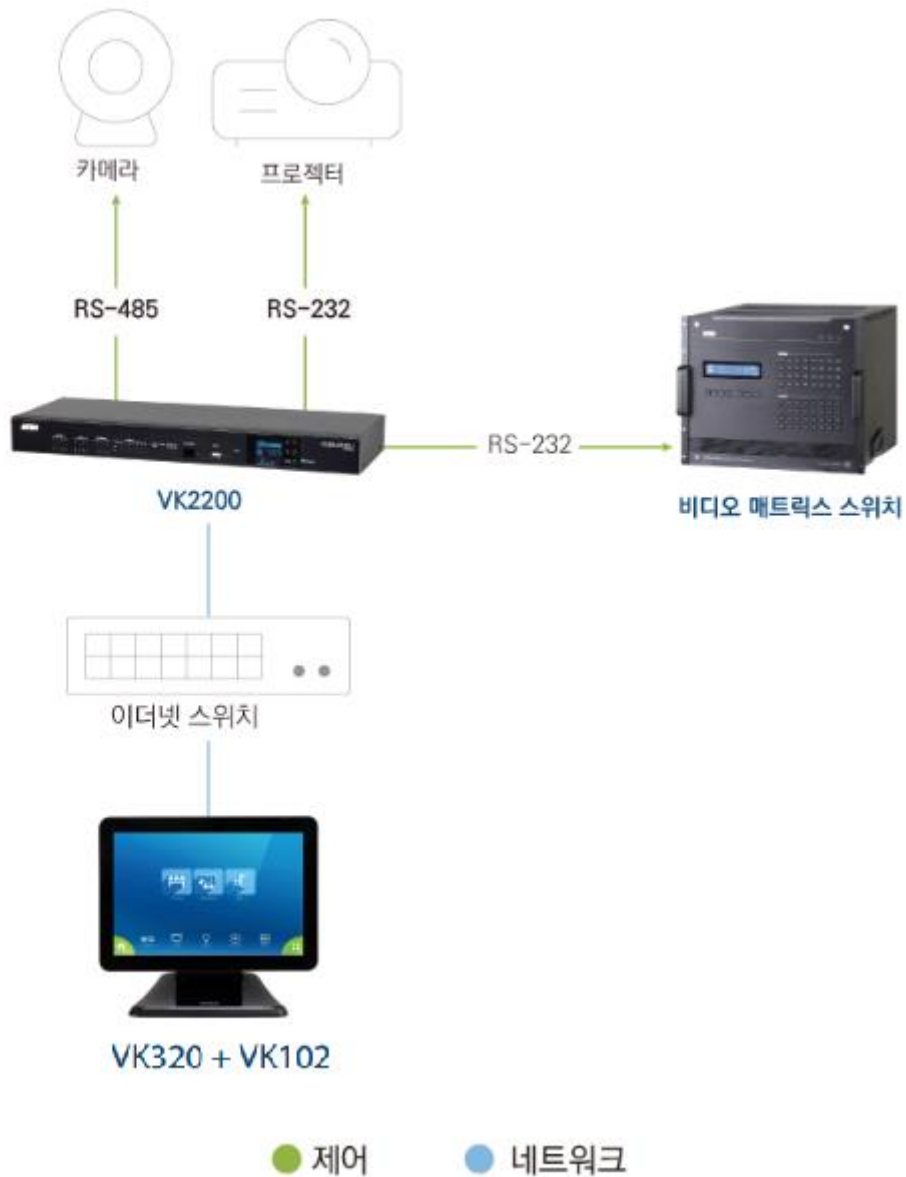 카메라
프로젝터
RS-485
RS-232
RS-232
VK2200
비디오 매트릭스 스위치
이더넷 스위치
VK320 + VK102
제어
네트워크